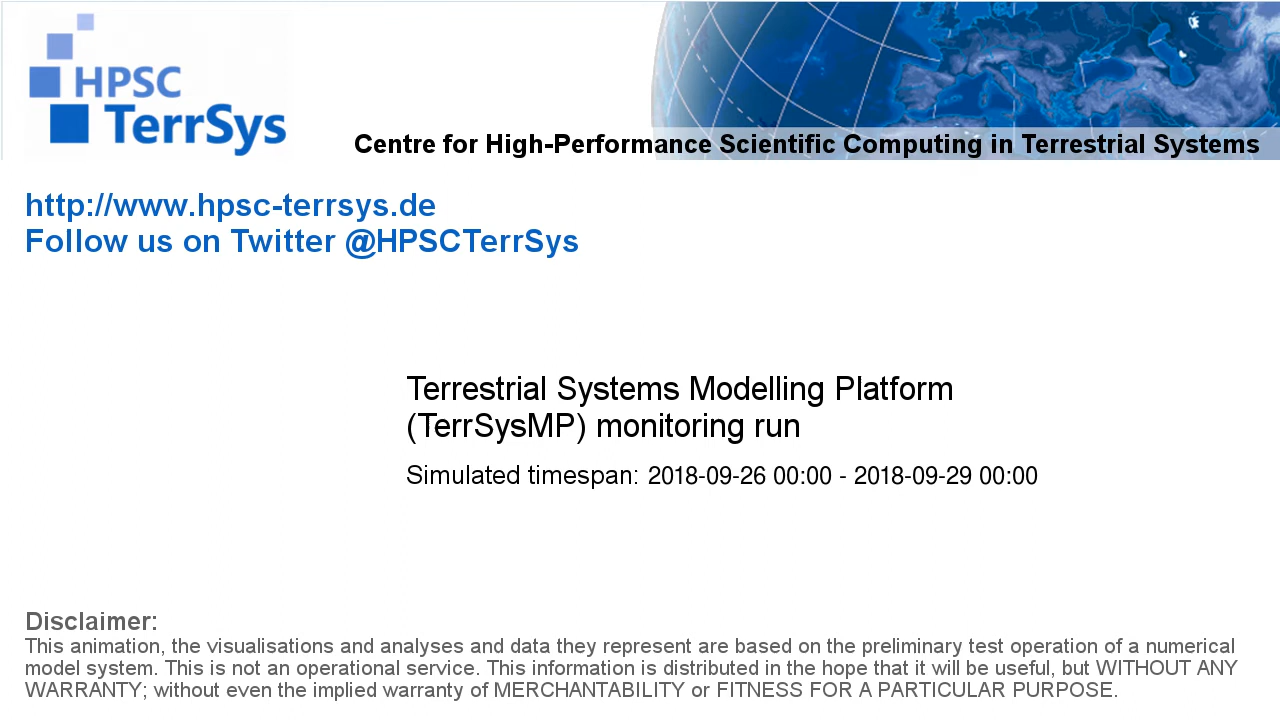 HPSC
TerrSys
Centre for High-Performance Scientific Computing in Terrestrial Systems
http://www.hpsc-terrsys.de
Follow us on Twitter @HPSCTerrSys
Terrestrial Systems Modelling Platform
(TerrSysMP) monitoring run
Simulated timespan: 2018-09-26 00:00 - 2018-09-29 00:00
Disclaimer:
This animation, the visualisations and analyses and data they represent are based on the preliminary test operation of a numerical
model system. This is not an operational service. This information is distributed in the hope that it will be useful, but WITHOUT ANY
WARRANTY; without even the implied warranty of MERCHANTABILITY or FITNESS FOR A PARTICULAR PURPOSE.